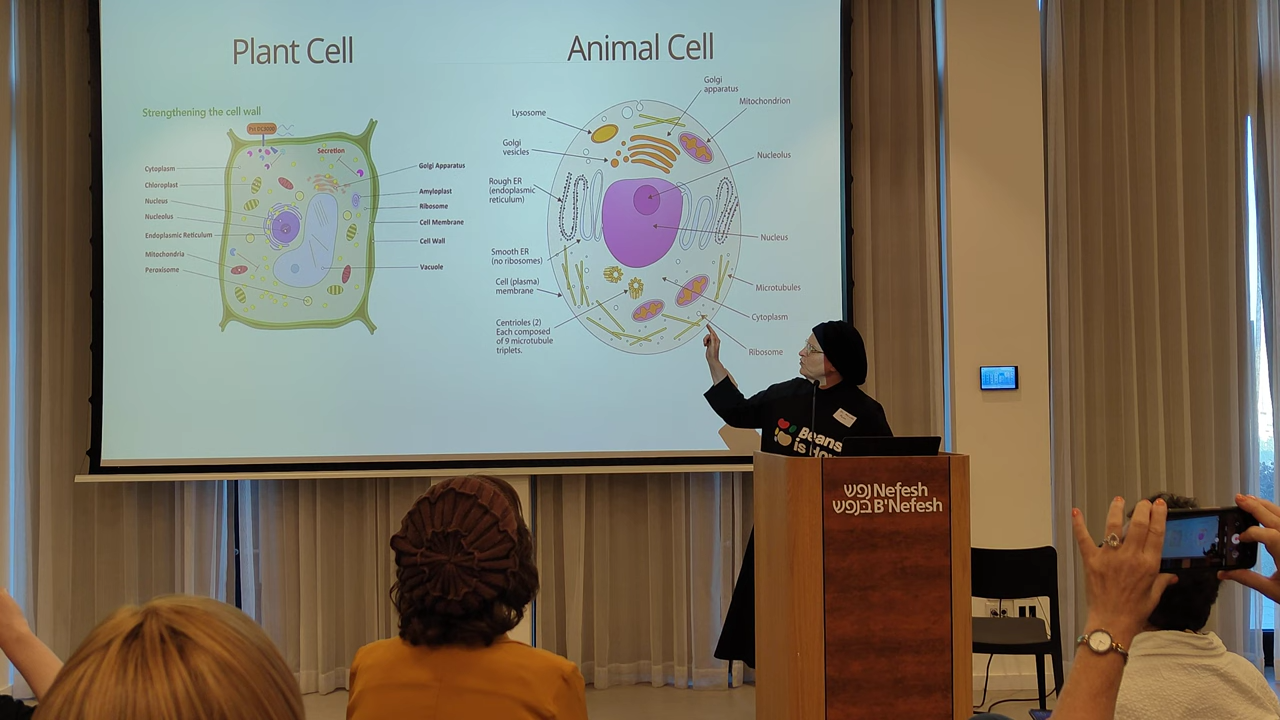 Plant Cell
Strengthening the cell wall
Pst DC3000
Secretion
Cytoplasm
Chloroplast
Nucleus
Nucleolus
Endoplasmic Reticulum
Mitochondria
Peroxisome
Golgi Apparatus
Amyloplast
Ribosome
Cell Membrane
Cell Wall
Vacuole
Animal Cell
Lysosome
Golgi
vesicles
Rough ER
(endoplasmic
reticulum)
Smooth ER
(no ribosomes)
Cell (plasma)
membrane
Centrioles (2)
Each composed
of 9 microtubule
triplets.
Golgi
apparatus
Mitochondrion
Nucleolus
Nucleus
Microtubules
Cytoplasm
Ribosome
Beans
is
נפש Nefesh
בנפש B'Nefesh